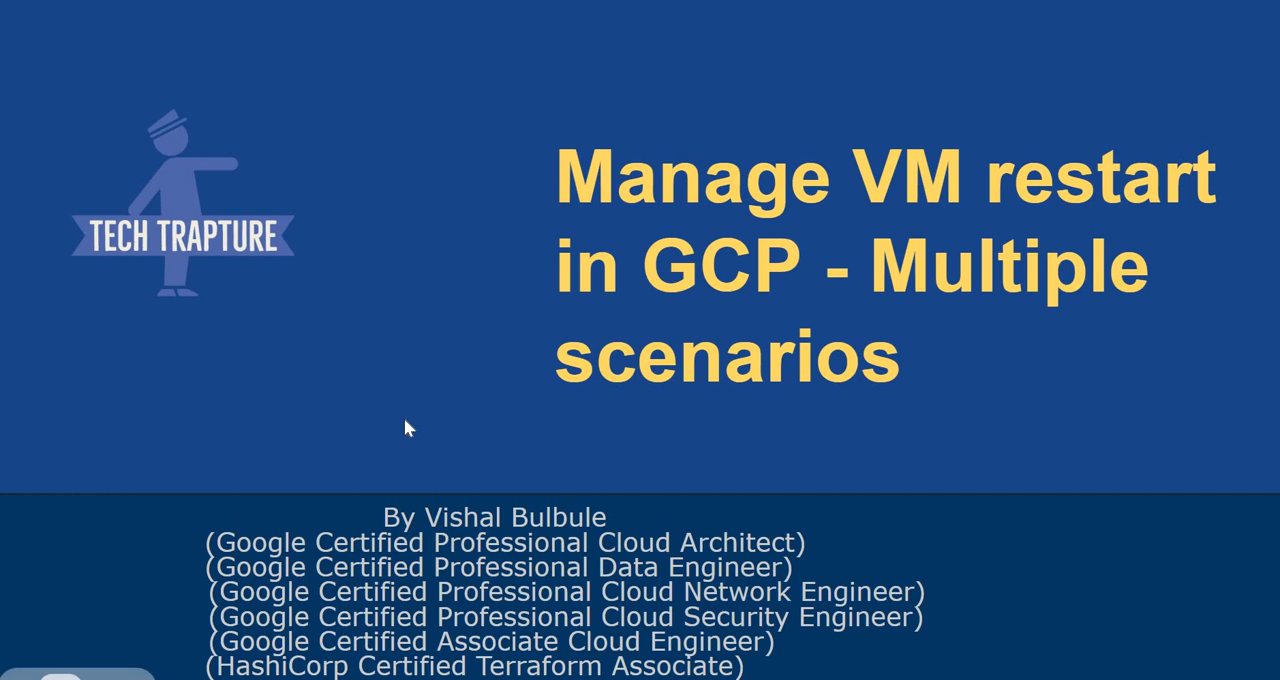 TECH TRAPTURE
Manage VM restart
in GCP - Multiple
scenarios
By Vishal Bulbule
(Google Certified Professional Cloud Architect)
(Google Certified Professional Data Engineer)
(Google Certified Professional Cloud Network Engineer)
(Google Certified Professional Cloud Security Engineer)
(Google Certified Associate Cloud Engineer)
(HashiCorp Certified Terraform Associate)